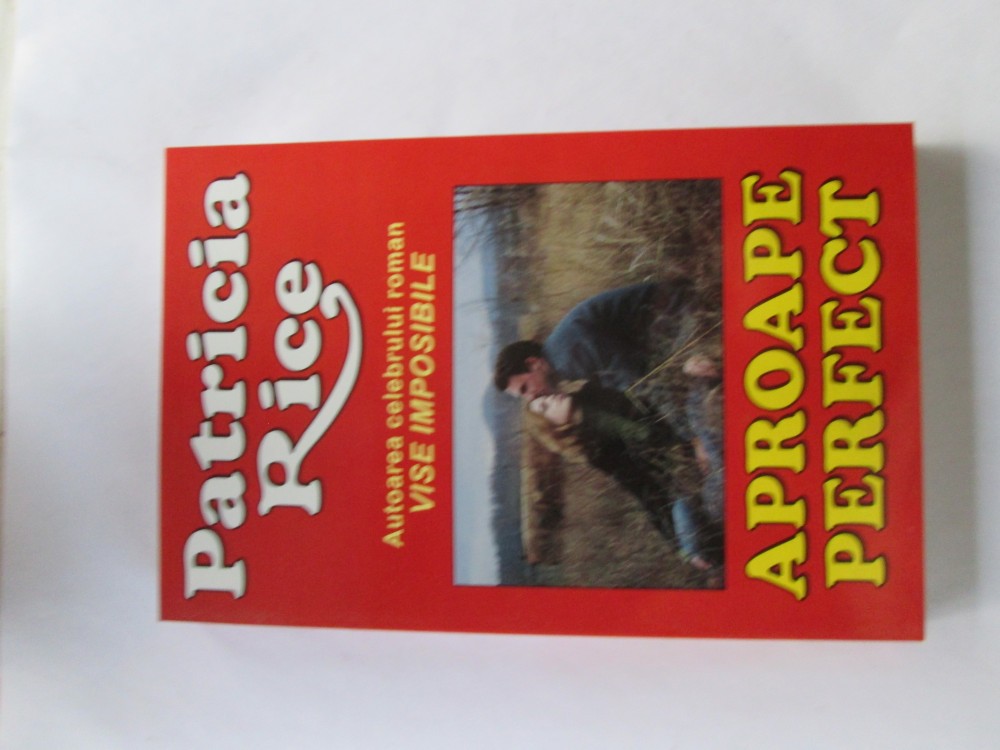 Patricia
Rice
Autoarea celebrului roman
VISE IMPOSIBILE
APROAPE
PERFECT